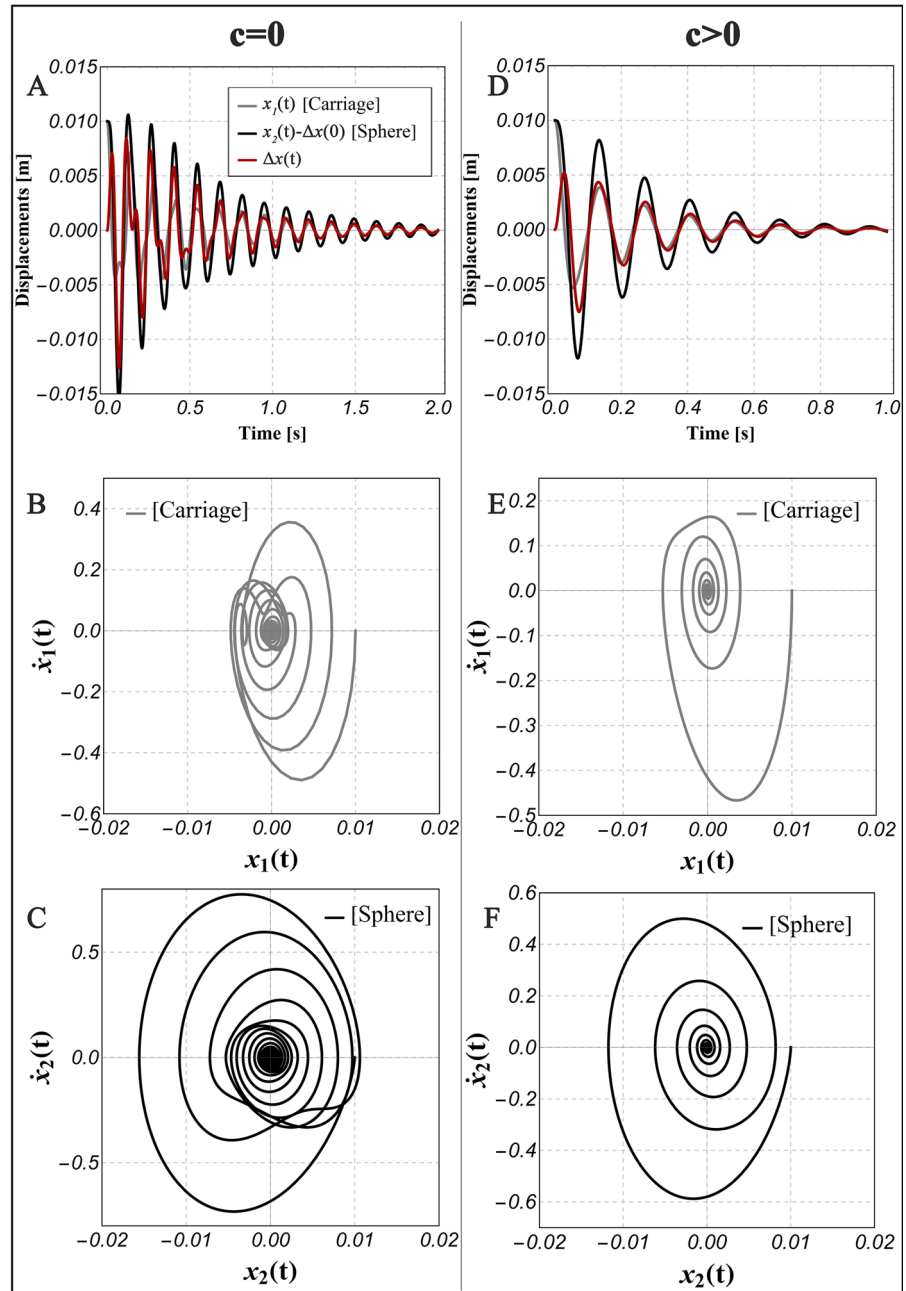 c=0
c>0
A
0.015
0.010
0.005
0.000
−0.005
−0.010
−0.015
Displacements [m]
x₁(t) [Carriage]
x₂(t)-Δx(0) [Sphere]
Δx(t)
0.0 0.5 1.0 1.5 2.0
Time [s]
D
0.015
0.010
0.005
0.000
−0.005
−0.010
−0.015
Displacements [m]
0.0 0.2 0.4 0.6 0.8 1.0
Time [s]
B
[Carriage]
0.4
0.2
0.0
−0.2
−0.4
−0.6
ẋ₁(t)
−0.02 −0.01 0.00 0.01 0.02
x₁(t)
E
[Carriage]
0.2
0.1
0.0
−0.1
−0.2
−0.3
−0.4
−0.5
ẋ₁(t)
−0.02 −0.01 0.00 0.01 0.02
x₁(t)
C
[Sphere]
0.5
0.0
−0.5
ẋ₂(t)
−0.02 −0.01 0.00 0.01 0.02
x₂(t)
F
[Sphere]
0.6
0.4
0.2
0.0
−0.2
−0.4
−0.6
ẋ₂(t)
−0.02 −0.01 0.00 0.01 0.02
x₂(t)